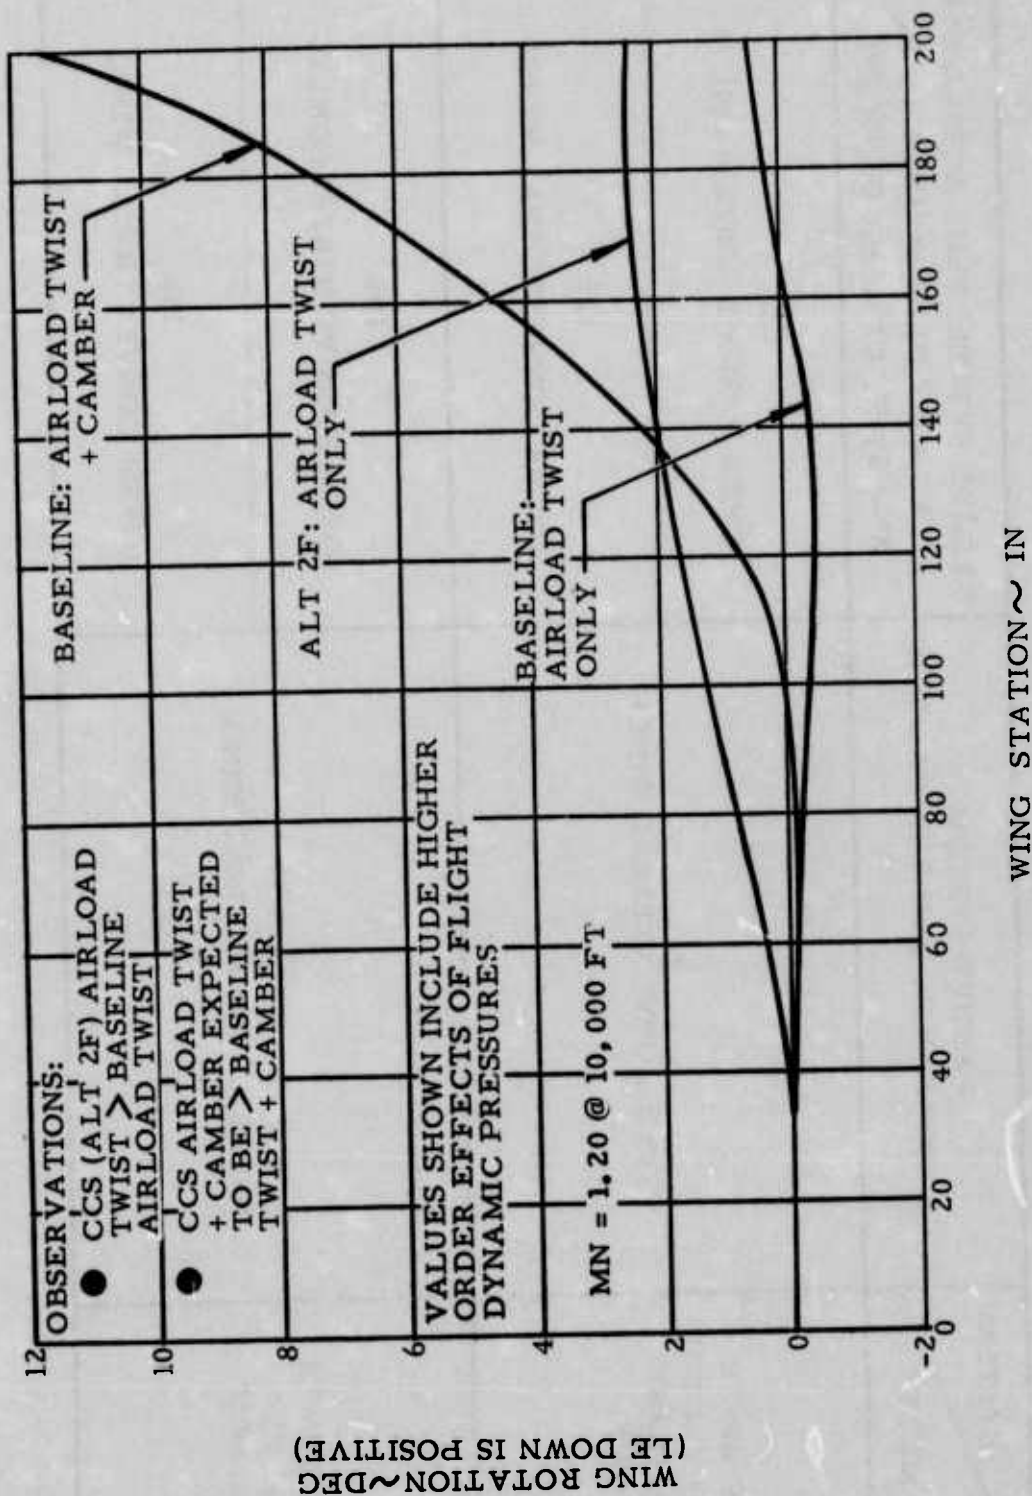 OBSERVATIONS:
● CCS (ALT 2F) AIRLOAD
TWIST > BASELINE
AIRLOAD TWIST
● CCS AIRLOAD TWIST
+ CAMBER EXPECTED
TO BE > BASELINE
TWIST + CAMBER
VALUES SHOWN INCLUDE HIGHER
ORDER EFFECTS OF FLIGHT
DYNAMIC PRESSURES
MN = 1.20 @ 10,000 FT
BASELINE: AIRLOAD TWIST
+ CAMBER
ALT 2F: AIRLOAD TWIST
ONLY
BASELINE:
AIRLOAD TWIST
ONLY
12
10
8
6
4
2
0
-2
0 20 40 60 80 100 120 140 160 180 200
WING STATION ~ IN
WING ROTATION~DEG
(LE DOWN IS POSITIVE)